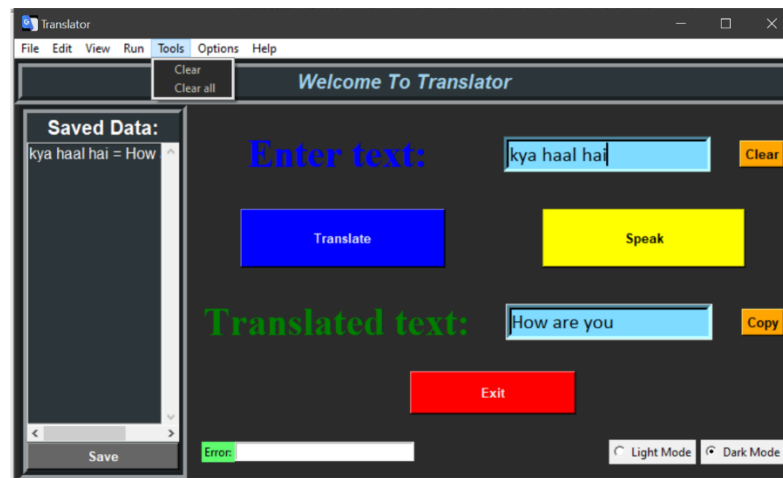 Translator
File Edit View Run Tools Options Help
Clear
Clear all
Welcome To Translator
Saved Data:
kya haal hai = How
Enter text:
kya haal hai
Clear
Translate
Speak
Translated text:
How are you
Copy
Exit
Save
Error:
Light Mode
Dark Mode